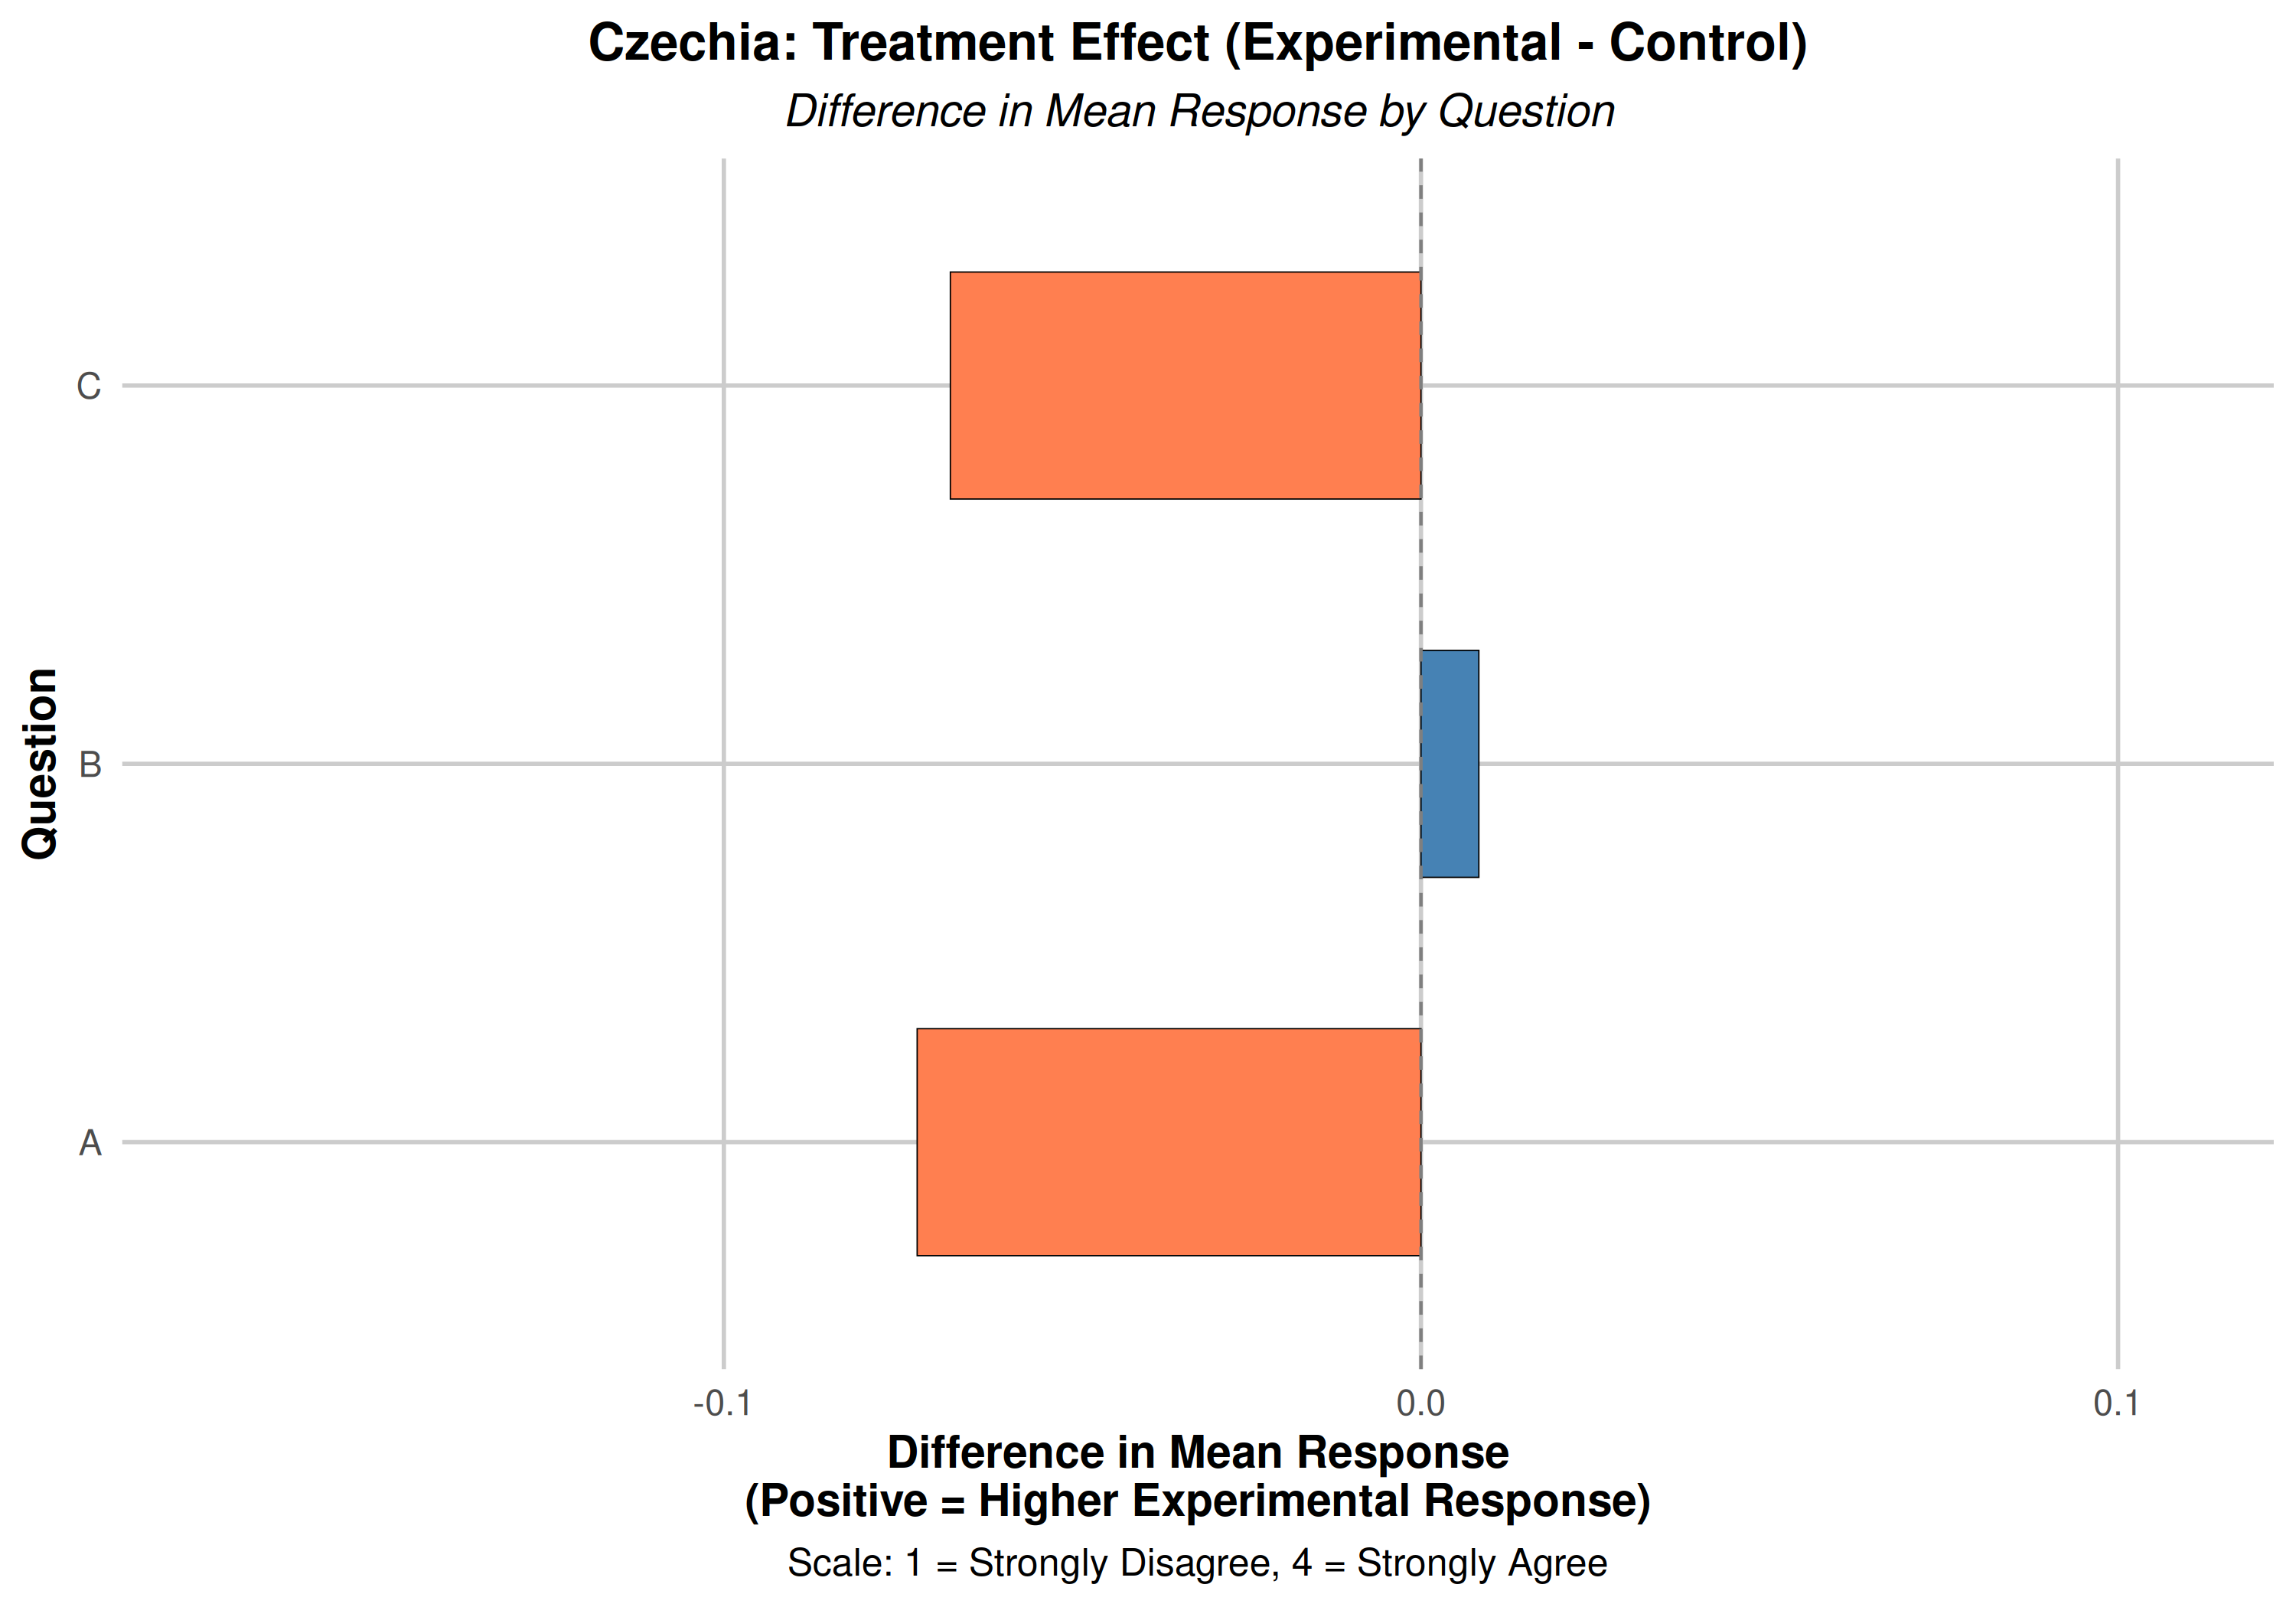 Czechia: Treatment Effect (Experimental - Control)
Difference in Mean Response by Question
Question
C
B
A
-0.1
0.0
0.1
Difference in Mean Response
(Positive = Higher Experimental Response)
Scale: 1 = Strongly Disagree, 4 = Strongly Agree